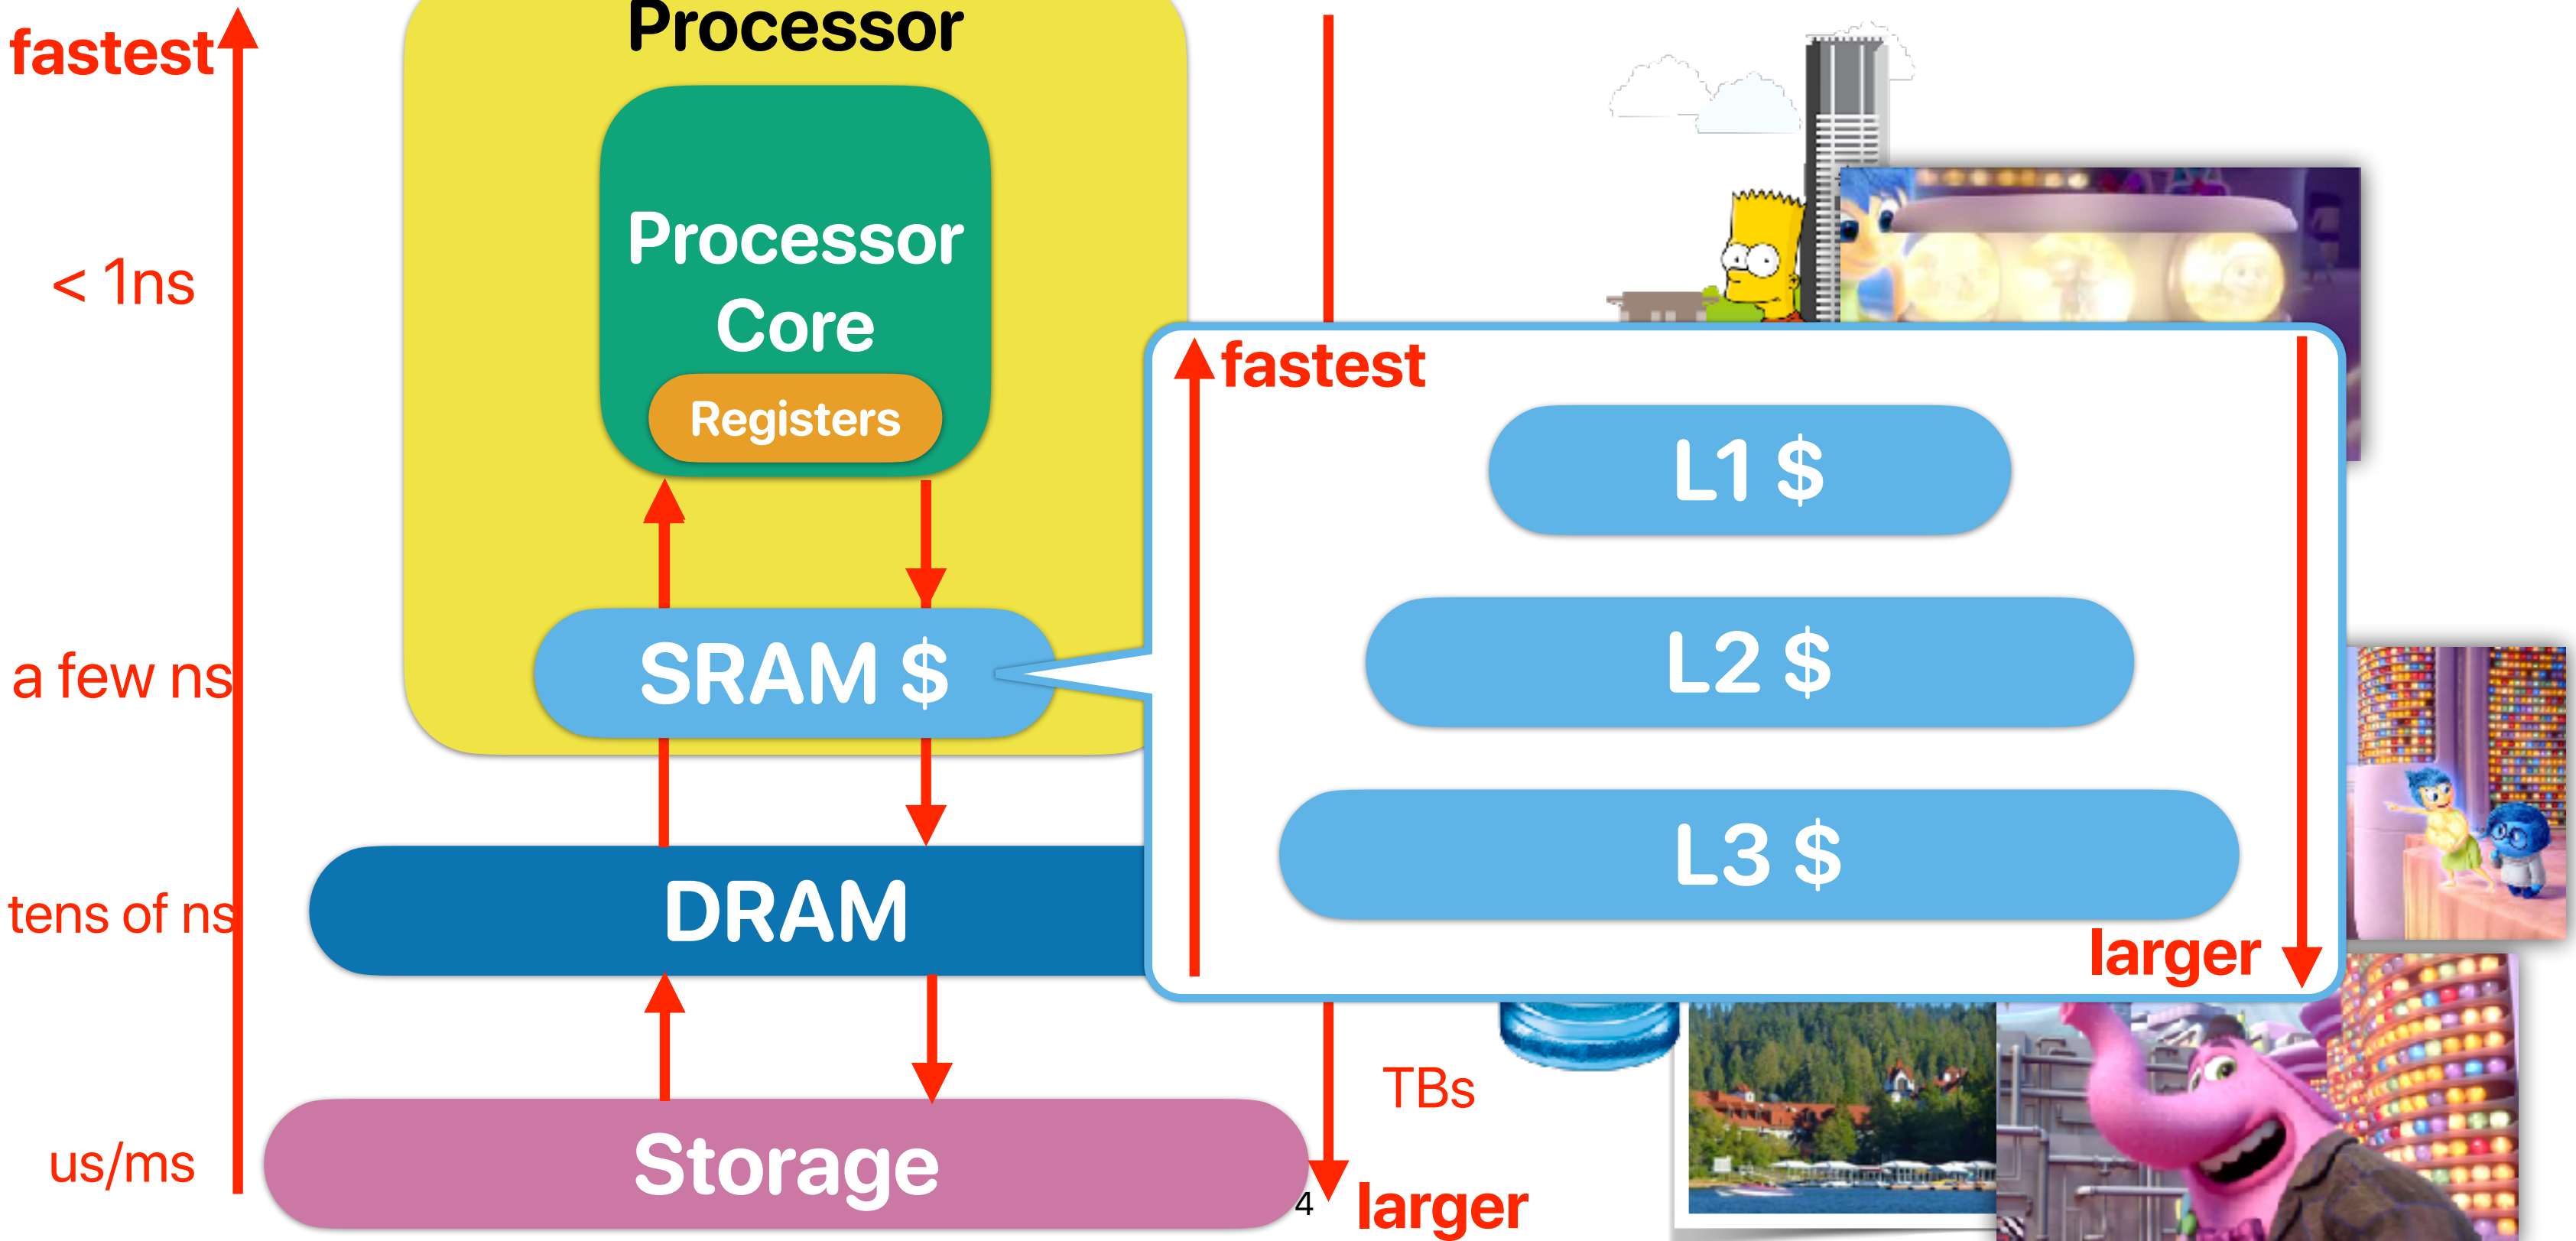 Processor
fastest
< 1ns
Processor
Core
Registers
fastest
L1 $
L2 $
a few ns
SRAM $
L3 $
tens of ns
DRAM
larger
TBs
us/ms
Storage
4
larger